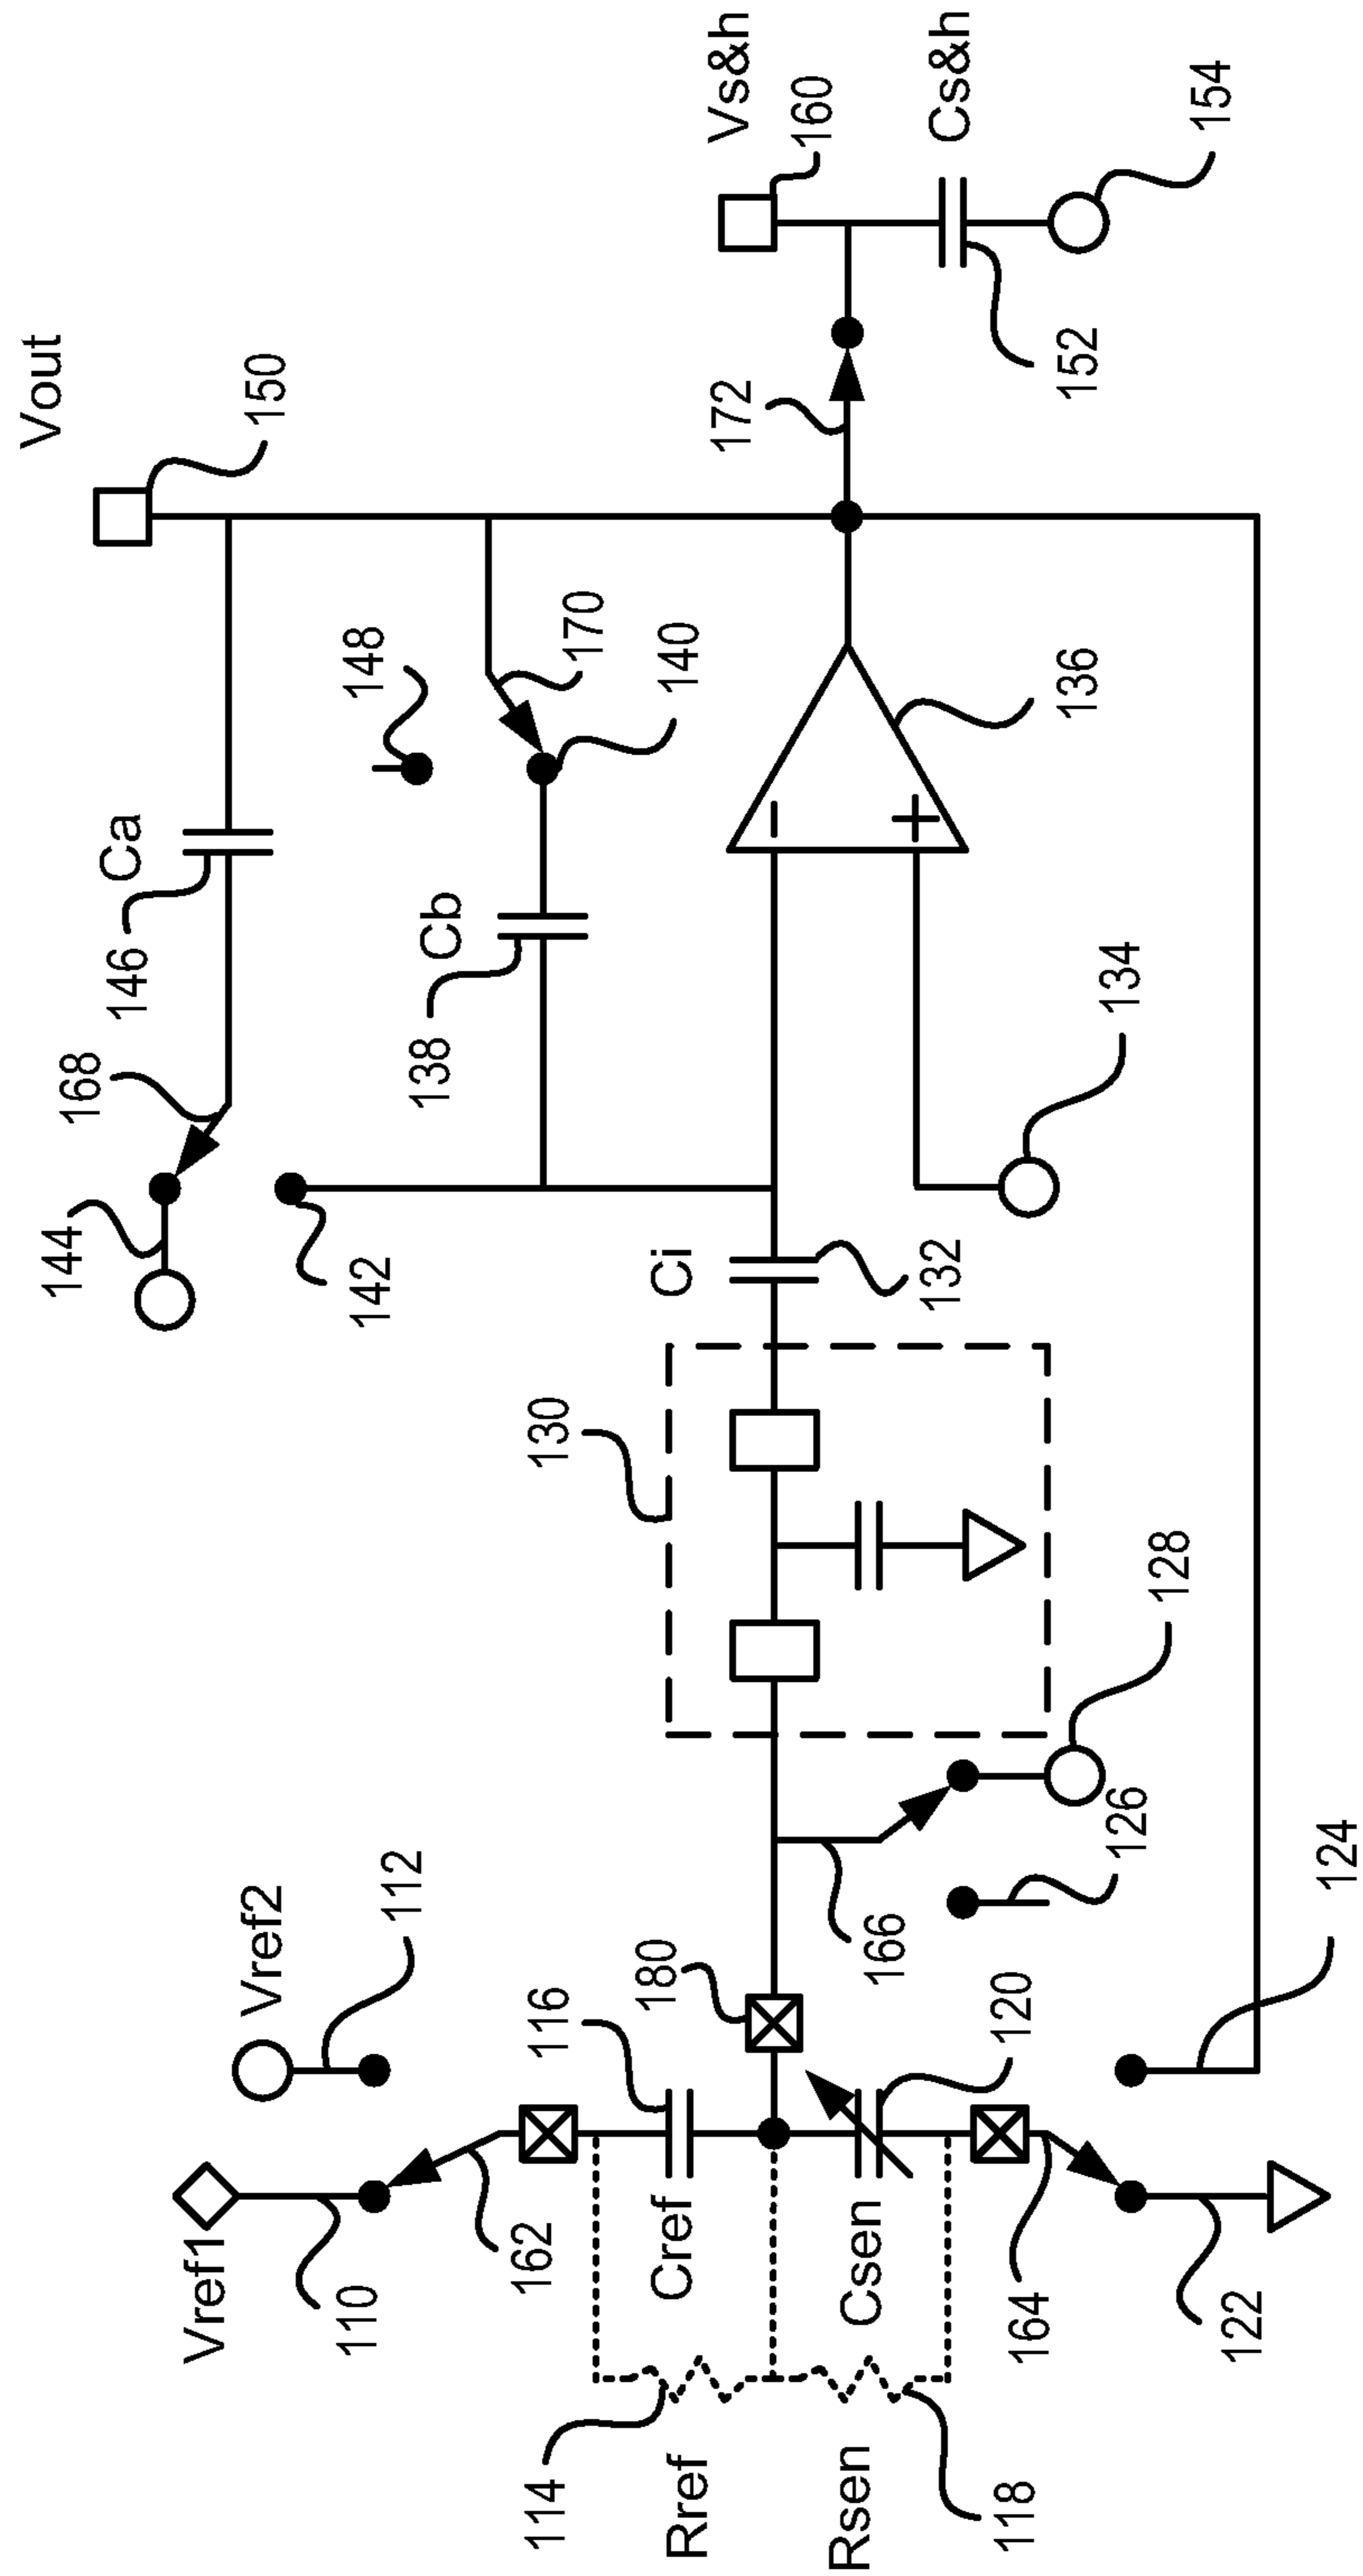 Vout
144
168
Ca
146
150
Vref1
Vref2
110
112
142
148
138
Cb
170
162
130
114
116
180
140
Rref
Cref
Ci
172
Vs&h
−
160
Rsen
Csen
166
+
132
Cs&h
118
164
120
136
152
134
126
128
154
122
124